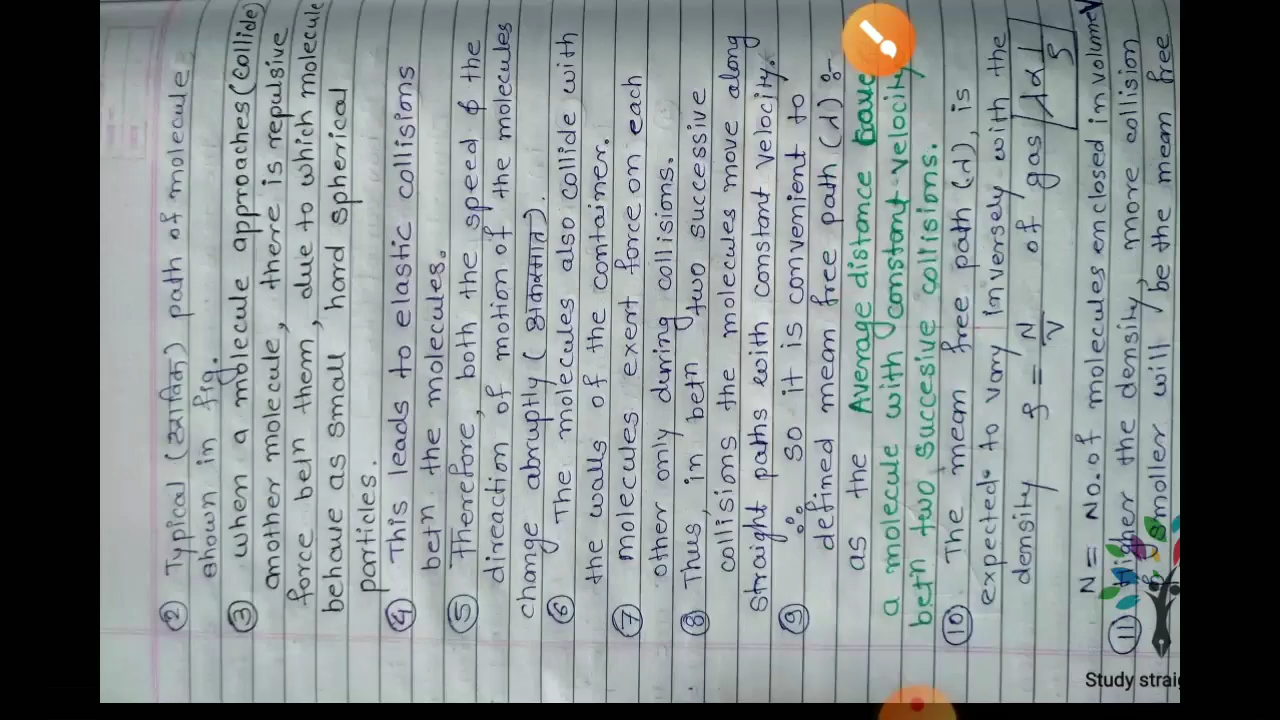 ② Typical (प्रातिनिक) path of molecule
shown in fig.
③ when a molecule approaches (collide)
another molecule, there is repulsive
force betn them, due to which molecule
behave as small hard spherical
particles.
④ This leads to elastic collisions
betn the molecules.
⑤ Therefore, both the speed & the
direaction of motion of the molecules
change abruptly (
⑥ The molecules also collide with
the walls of the container.
⑦ molecules exert force on each
other only during collisions.
⑧ Thus, in betn two successive
collisions the molecules move along
straight paths with constant velocity.
⑨ ∴ so it is convenient to
defined mean free path (λ) :-
as the Average distance
a molecule with constant velocity
betn two succesive collisions.
⑩ The mean free path (λ), is
expected to vary inversely with the
density ρ = N/V of gas λ α 1/ρ
N = No. of molecules enclosed in volume V
⑪ Higher the density, more collision
smaller will be the mean free
Study straig